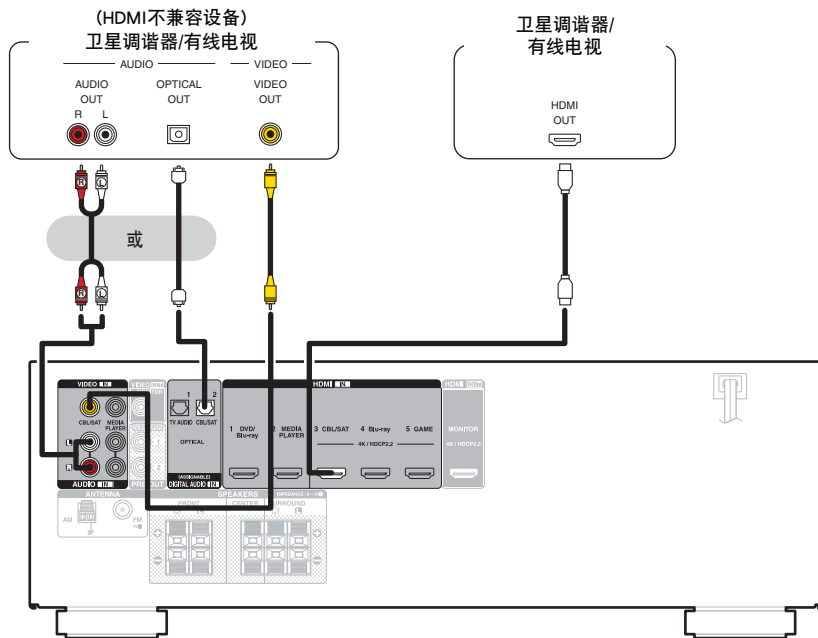 (HDMI不兼容设备)
卫星调谐器/有线电视
AUDIO
VIDEO
AUDIO
OUT
OPTICAL
OUT
VIDEO
OUT
R L
卫星调谐器/
有线电视
HDMI
OUT
R L
或
R L
VIDEO IN
VIDEO OUT
HDMI IN
HDMI OUT
CBL/SAT
MEDIA
PLAYER
L
R
AUDIO IN
1
2
PRE OUT
1 2
TV AUDIO CBL/SAT
OPTICAL
(ASSIGNABLE)
DIGITAL AUDIO IN
1 DVD/
Blu-ray
2 MEDIA
PLAYER
3 CBL/SAT
4 Blu-ray
5 GAME
4K / HDCP2.2
MONITOR
4K / HDCP2.2
ANTENNA
AM
FM
SPEAKERS
FRONT
CENTER
SURROUND